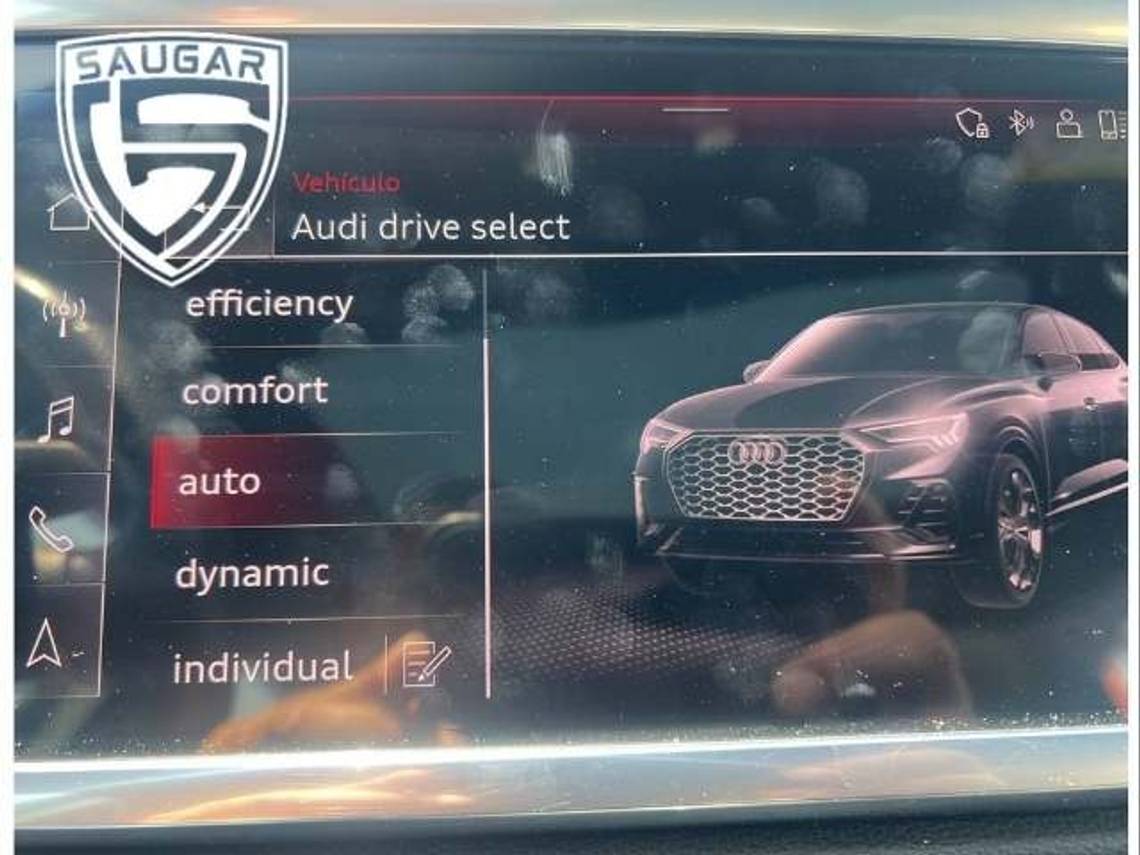 SAUGAR
Vehículo
Audi drive select
efficiency
comfort
auto
dynamic
individual